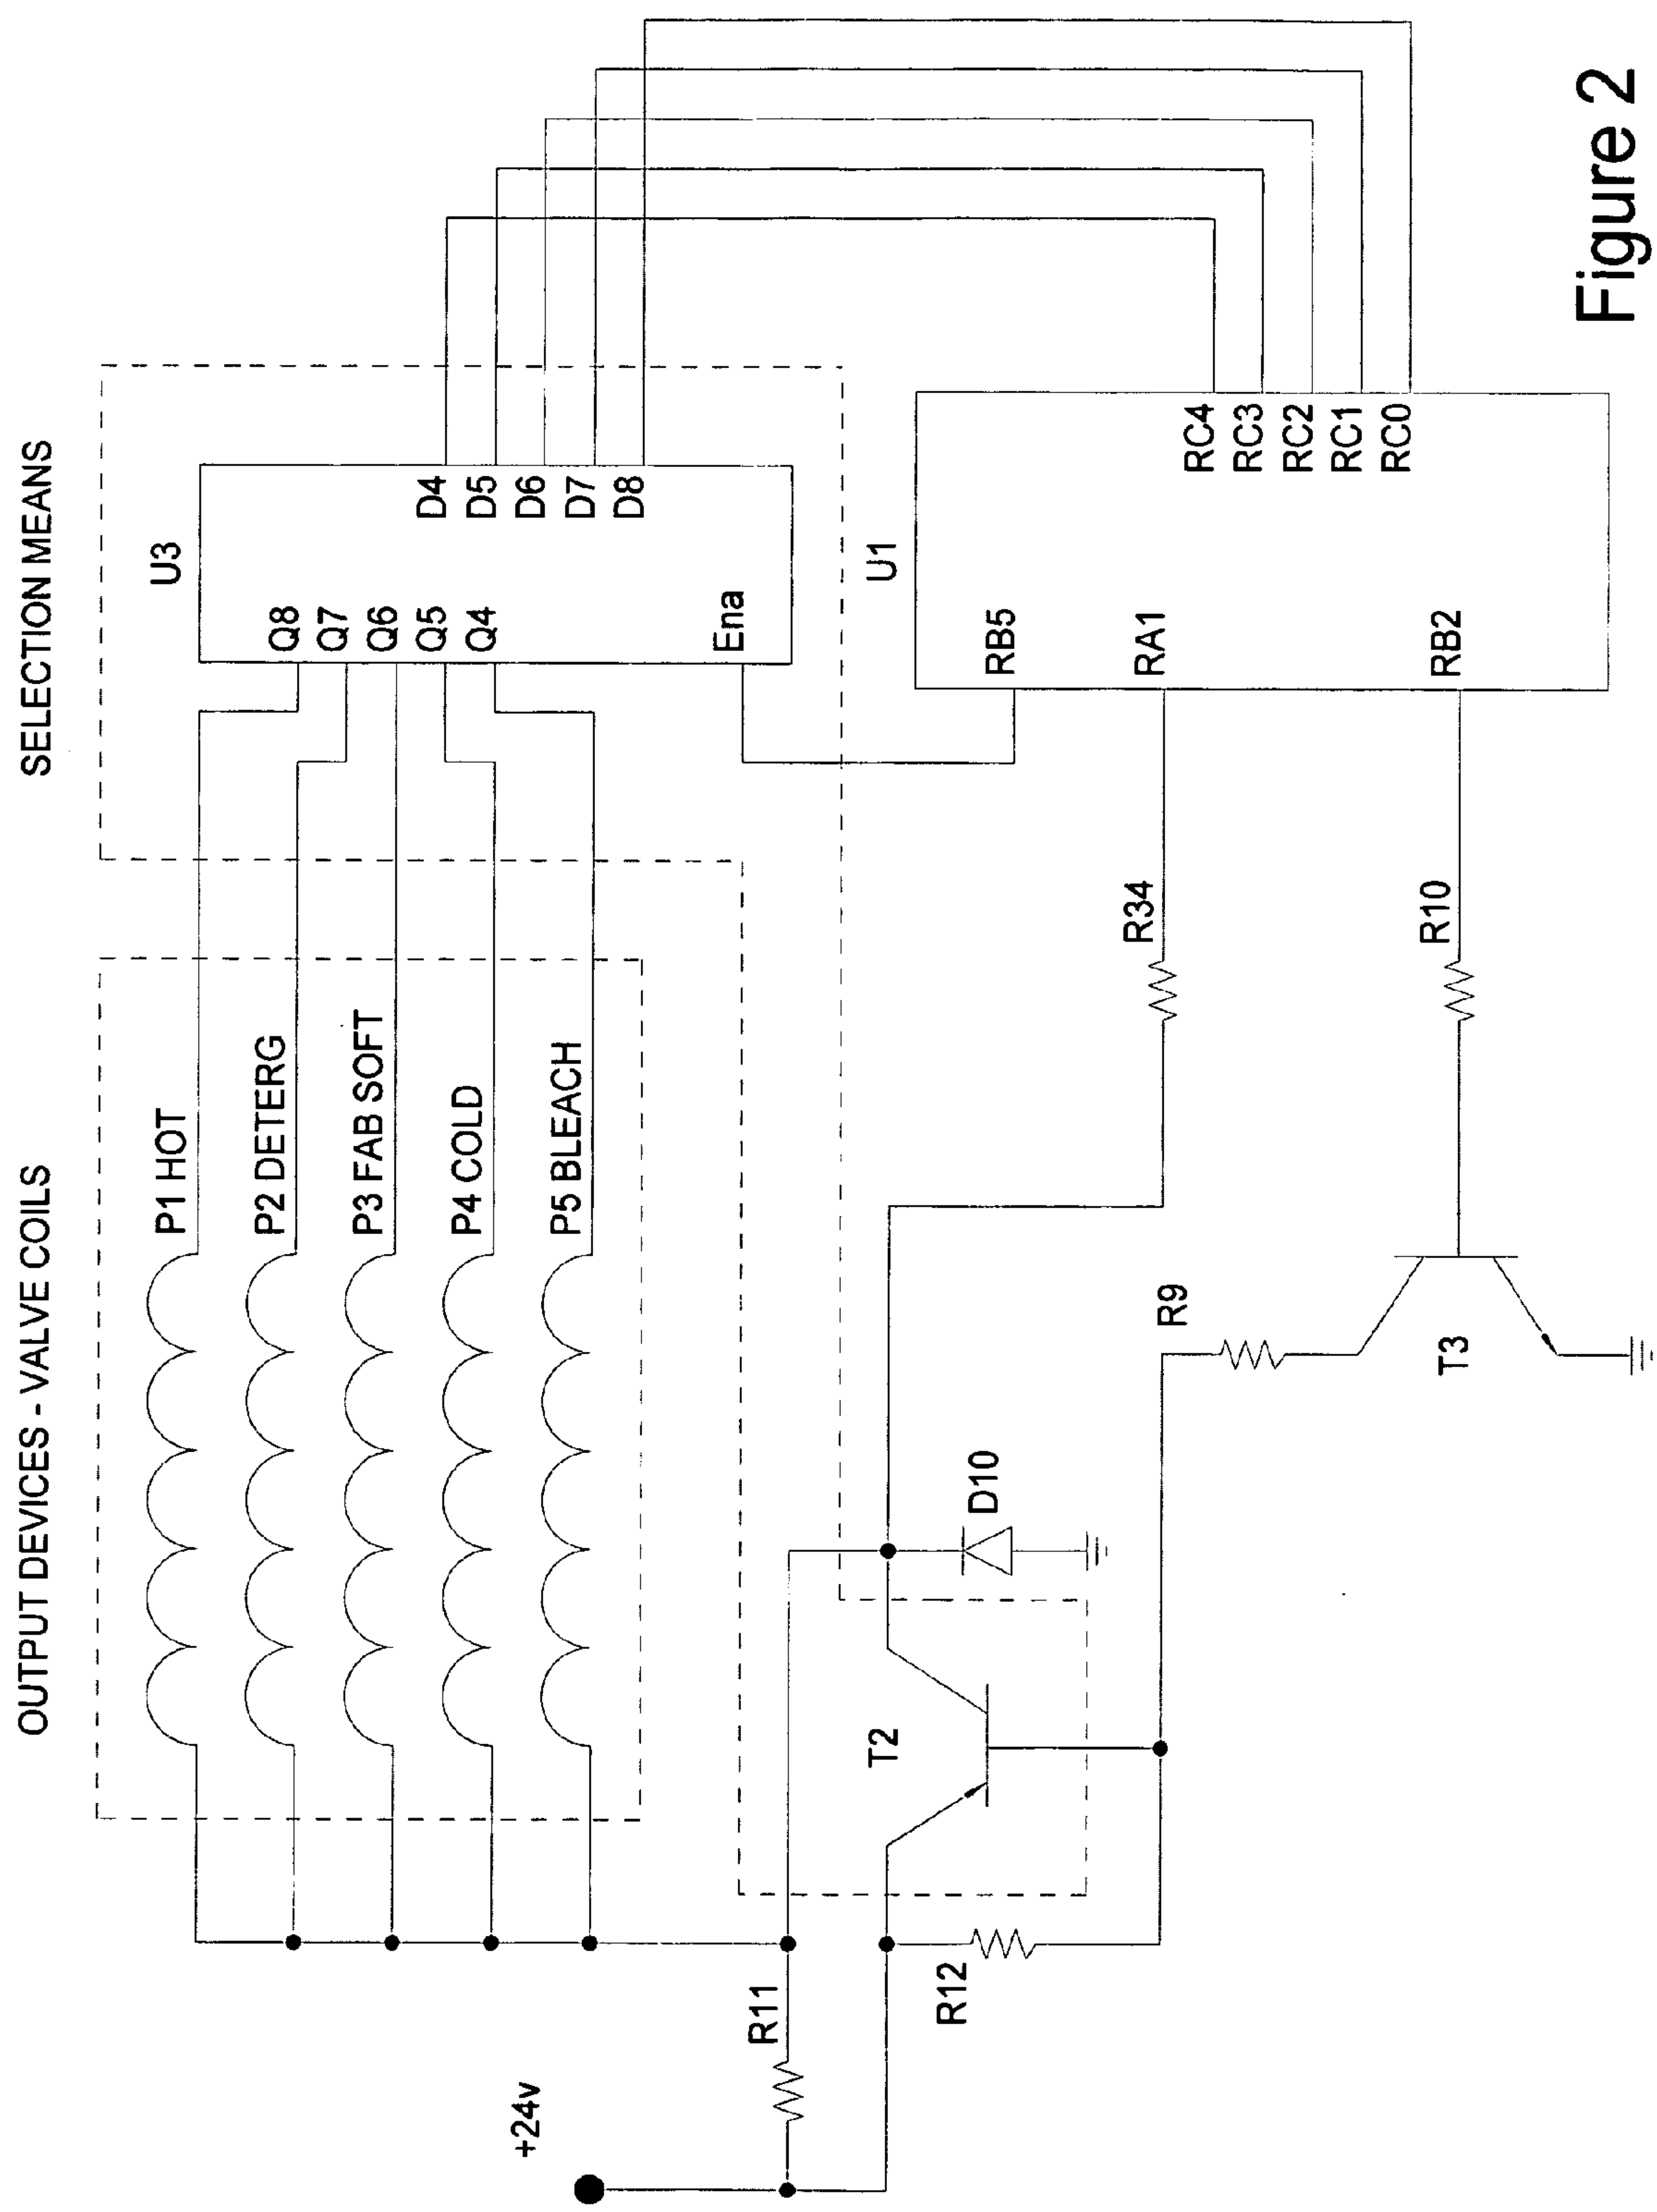 OUTPUT DEVICES - VALVE COILS
SELECTION MEANS
P1 HOT
P2 DETERG
P3 FAB SOFT
P4 COLD
P5 BLEACH
U3
Q8
Q7
Q6
Q5
Q4
Ena
D4
D5
D6
D7
D8
+24v
R11
R12
T2
D10
R9
T3
R34
R10
U1
RB5
RA1
RB2
RC4
RC3
RC2
RC1
RC0
Figure 2